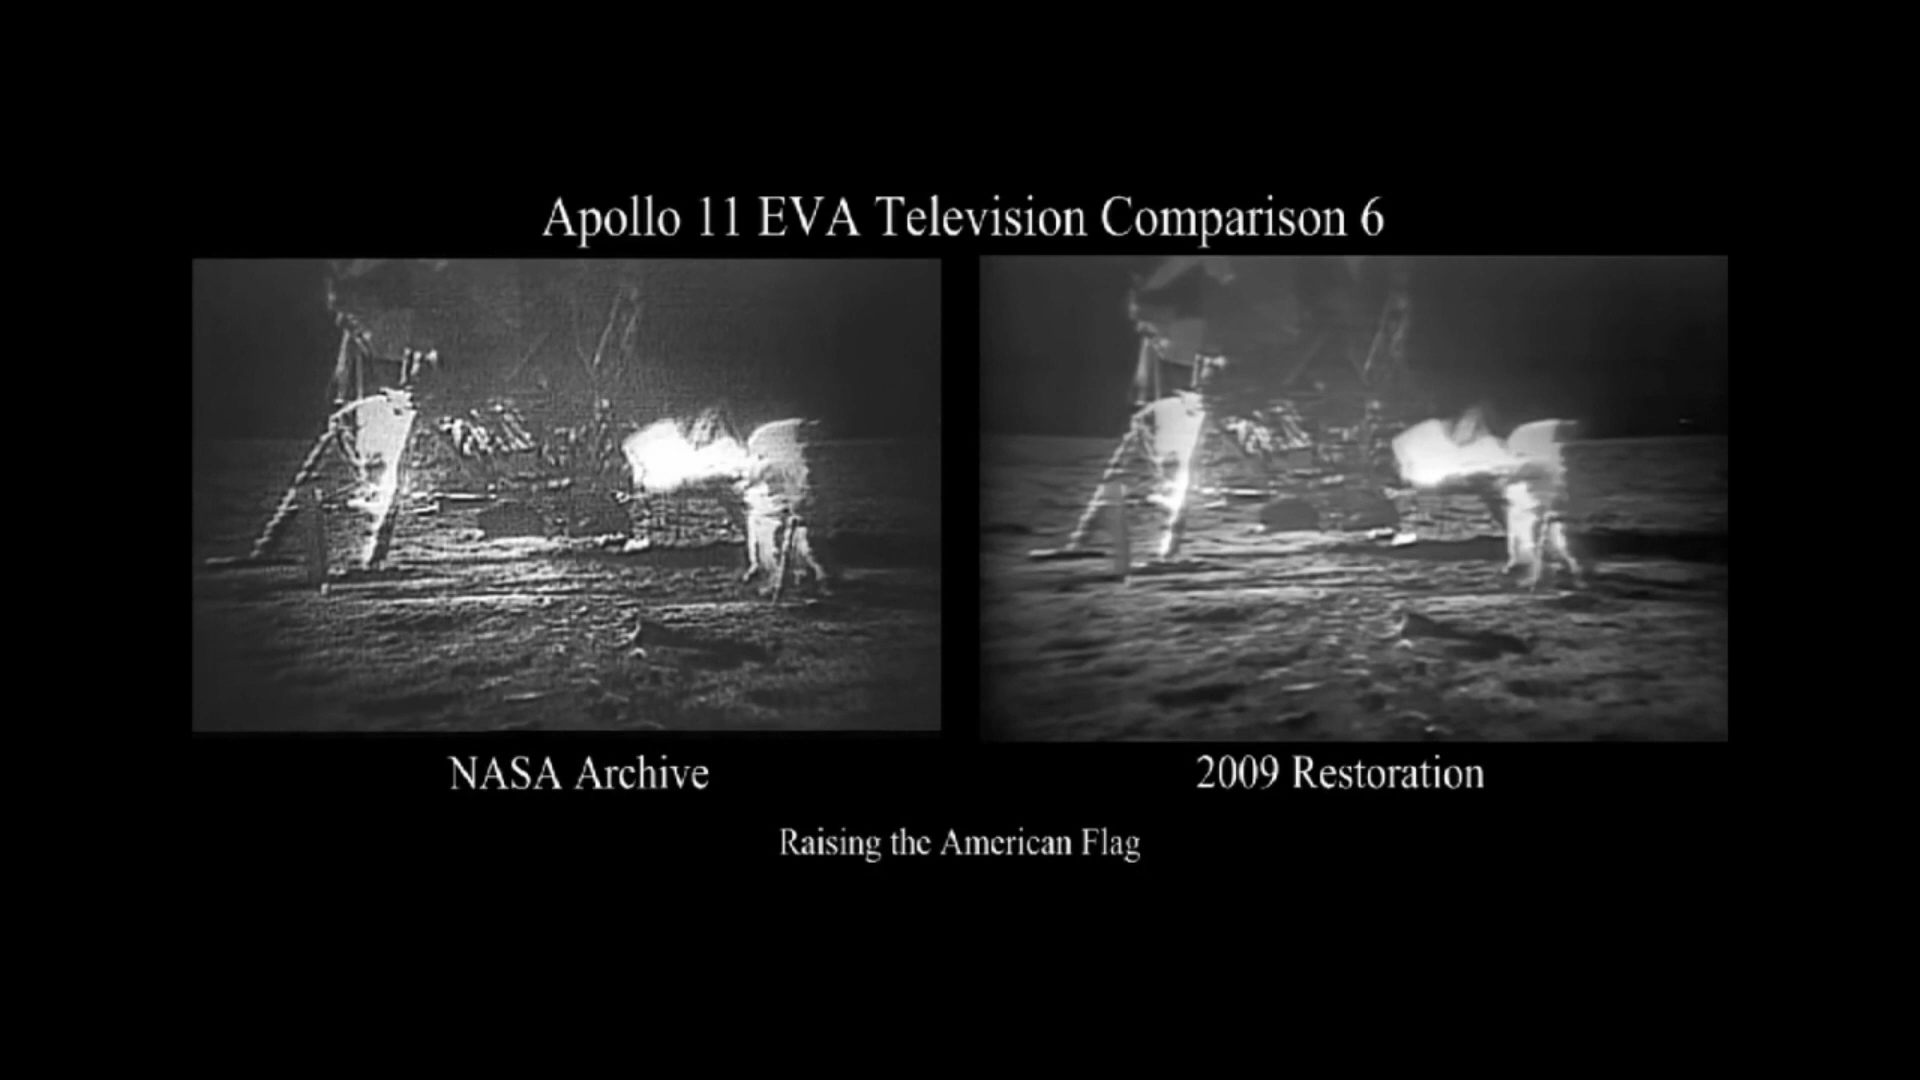 Apollo 11 EVA Television Comparison 6
NASA Archive
2009 Restoration
Raising the American Flag